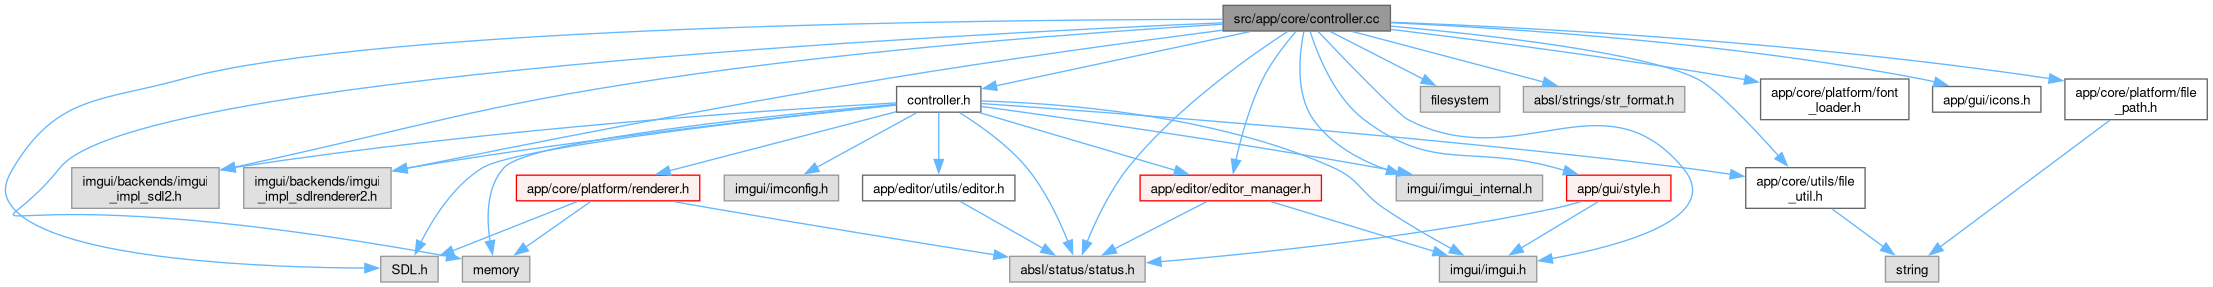 src/app/core/controller.cc
controller.h
filesystem
absl/strings/str_format.h
app/core/platform/font
_loader.h
app/gui/icons.h
app/core/platform/file
_path.h
imgui/backends/imgui
_impl_sdl2.h
imgui/backends/imgui
_impl_sdlrenderer2.h
app/core/platform/renderer.h
imgui/imconfig.h
app/editor/utils/editor.h
app/editor/editor_manager.h
imgui/imgui_internal.h
app/gui/style.h
app/core/utils/file
_util.h
SDL.h
memory
absl/status/status.h
imgui/imgui.h
string